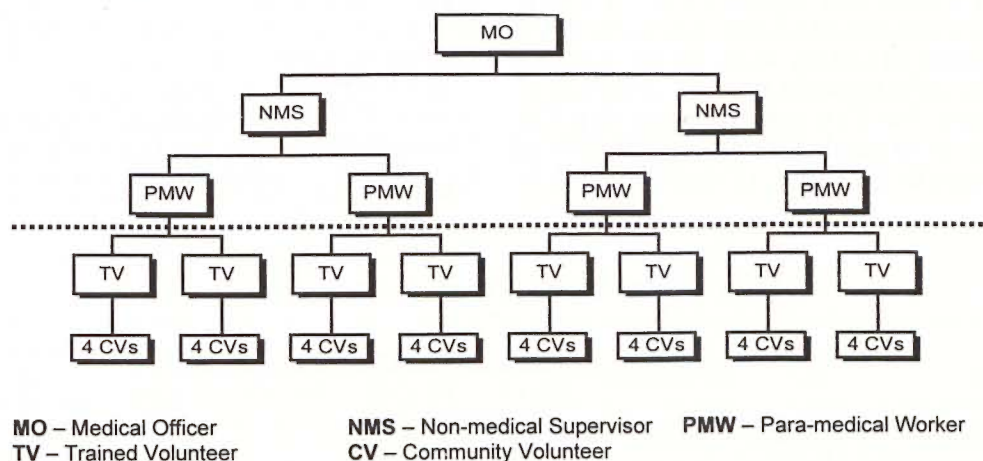 MO
NMS NMS
PMW PMW PMW PMW
TV TV TV TV TV TV TV TV
4 CVs 4 CVs 4 CVs 4 CVs 4 CVs 4 CVs 4 CVs 4 CVs
MO – Medical Officer NMS – Non-medical Supervisor PMW – Para-medical Worker
TV – Trained Volunteer CV – Community Volunteer